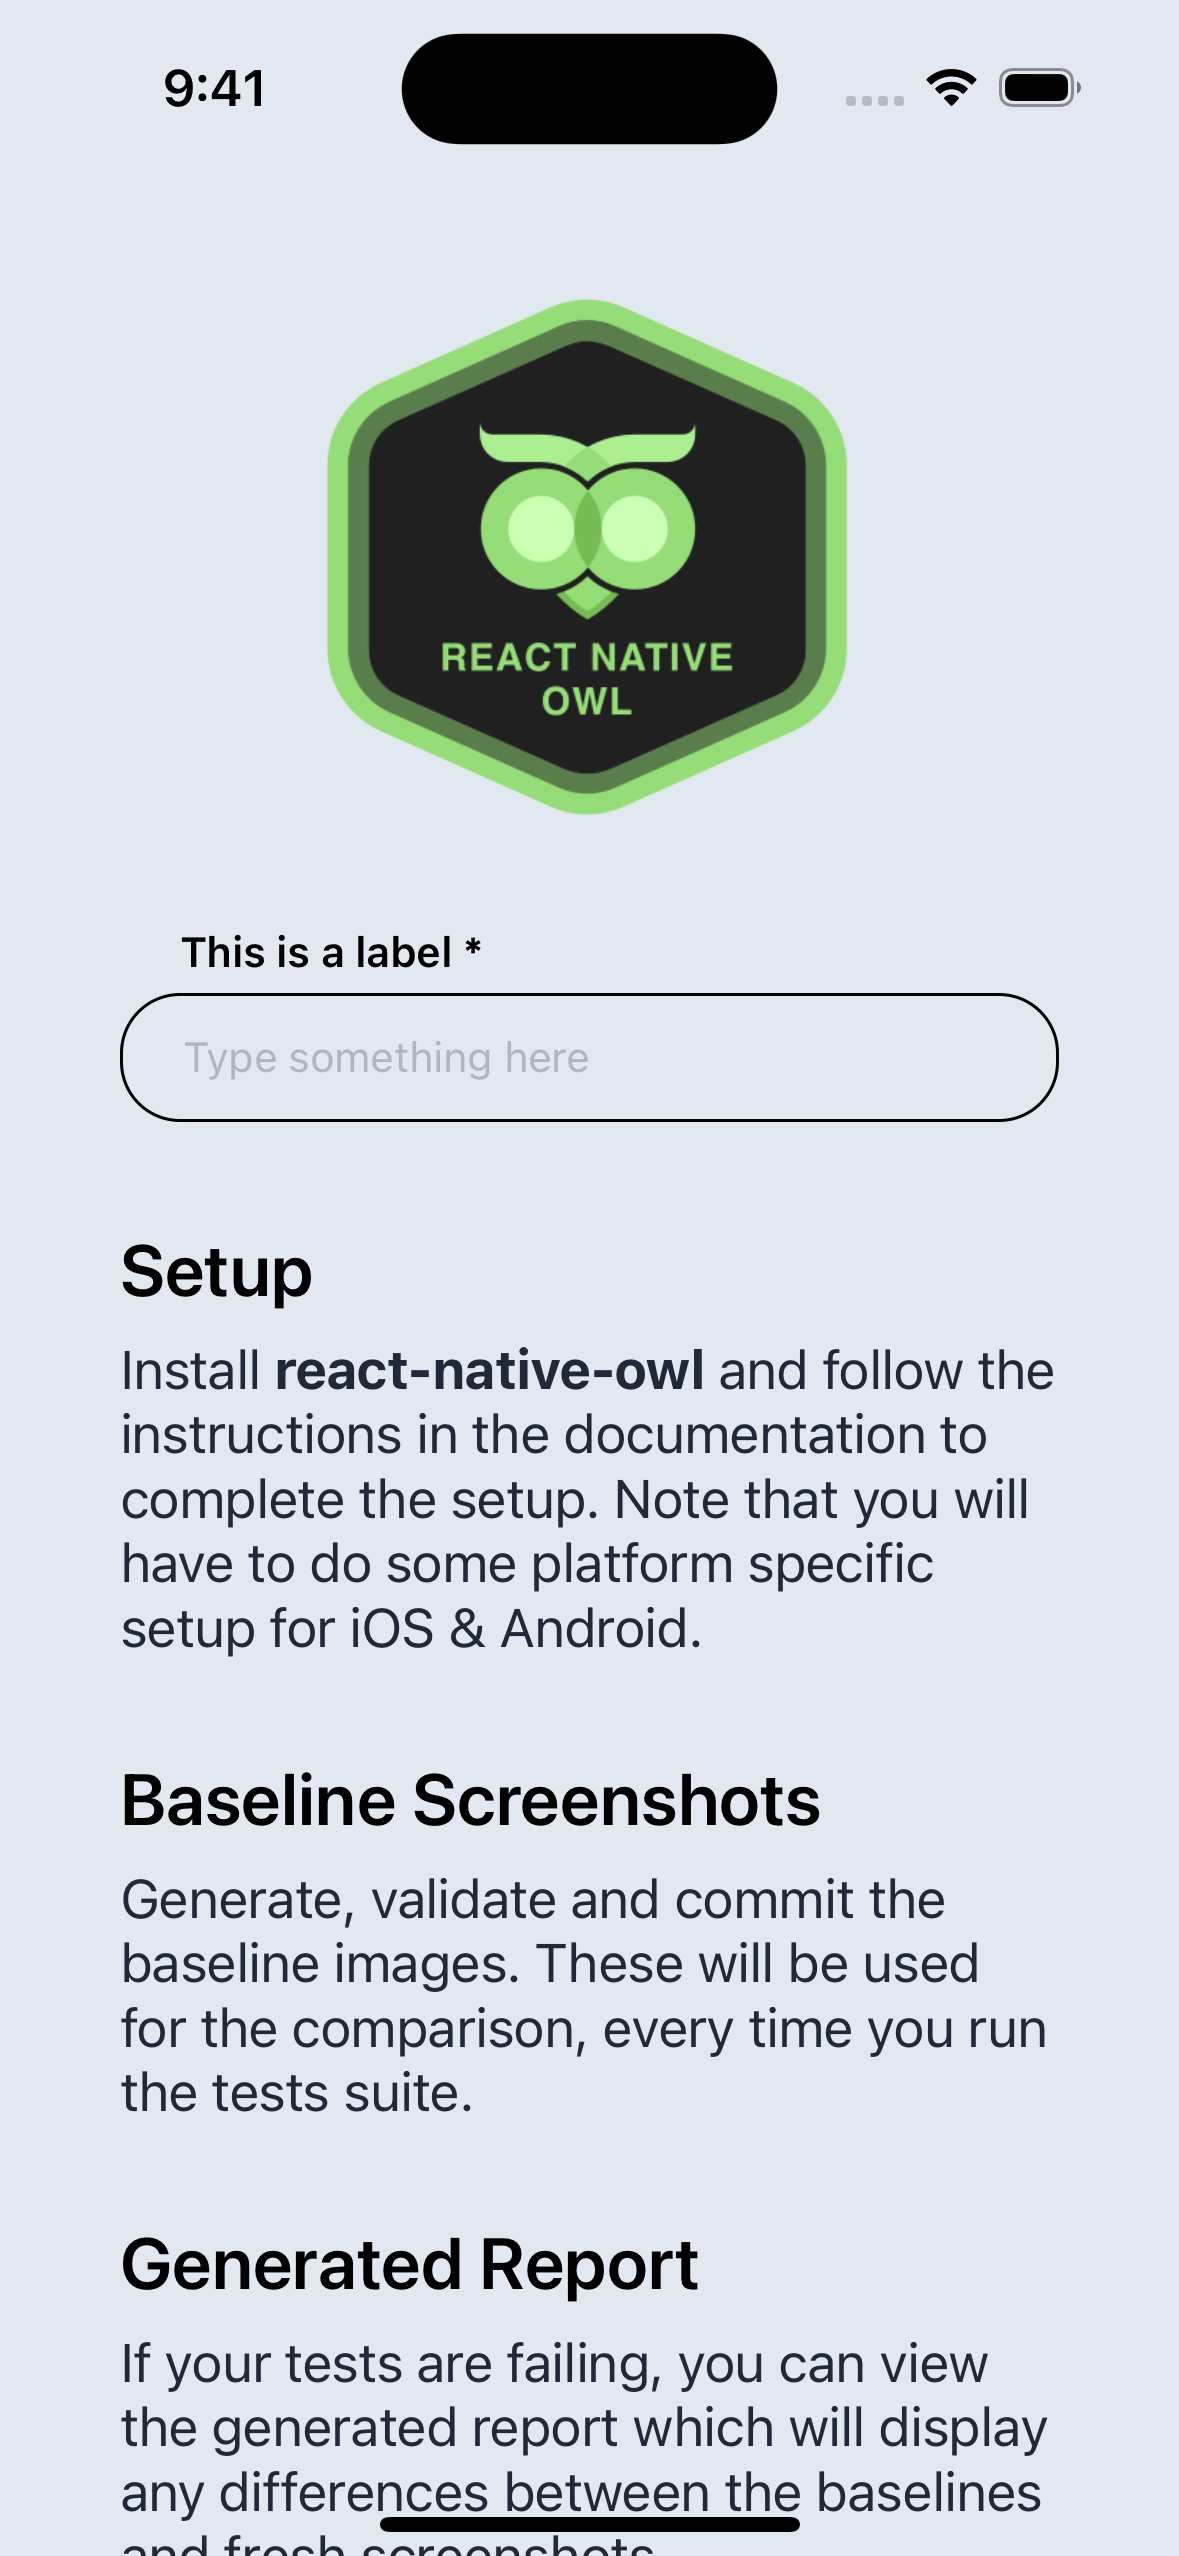 9:41
REACT NATIVE
OWL
This is a label *
Type something here
Setup
Install react-native-owl and follow the
instructions in the documentation to
complete the setup. Note that you will
have to do some platform specific
setup for iOS & Android.
Baseline Screenshots
Generate, validate and commit the
baseline images. These will be used
for the comparison, every time you run
the tests suite.
Generated Report
If your tests are failing, you can view
the generated report which will display
any differences between the baselines
and fresh screenshots.